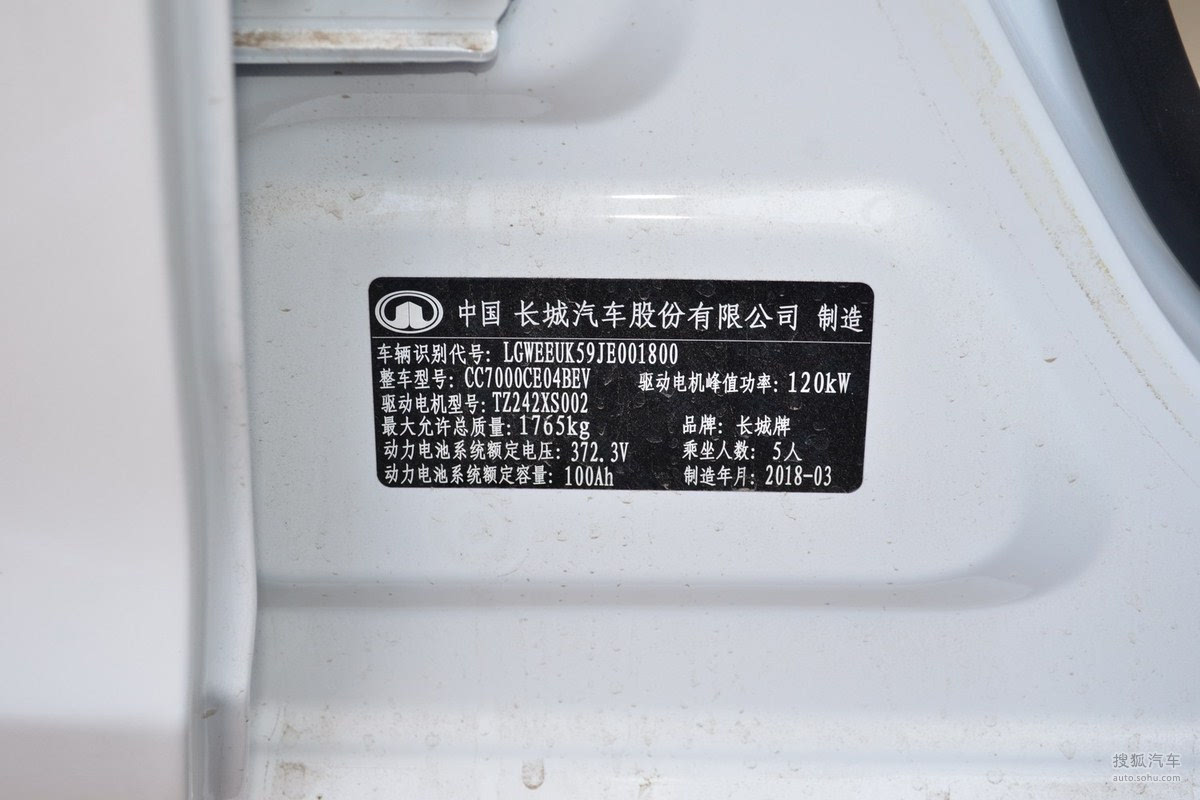 中国 长城汽车股份有限公司 制造
车辆识别代号: LGWEEUK59JE001800
整车型号: CC7000CE04BEV 驱动电机峰值功率: 120kW
驱动电机型号: TZ242XS002
最大允许总质量: 1765kg 品牌: 长城牌
动力电池系统额定电压: 372.3V 乘坐人数: 5人
动力电池系统额定容量: 100Ah 制造年月: 2018-03
搜狐汽车
auto.sohu.com